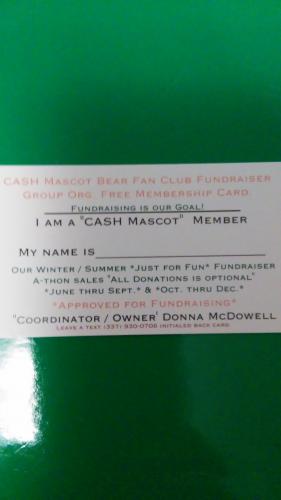 CASH Mascot Bear Fan Club Fundraiser
Group Org. Free Membership Card.
Fundraising is our Goal!
I am a "CASH Mascot" Member
My name is
Our Winter / Summer *Just for Fun* Fundraiser
A-thon sales "All Donations is optional"
*June thru Sept.* & *Oct. thru Dec.*
*Approved for Fundraising*
"Coordinator / Owner' Donna McDowell
Leave a text (337) 930-0706 initialed back card.